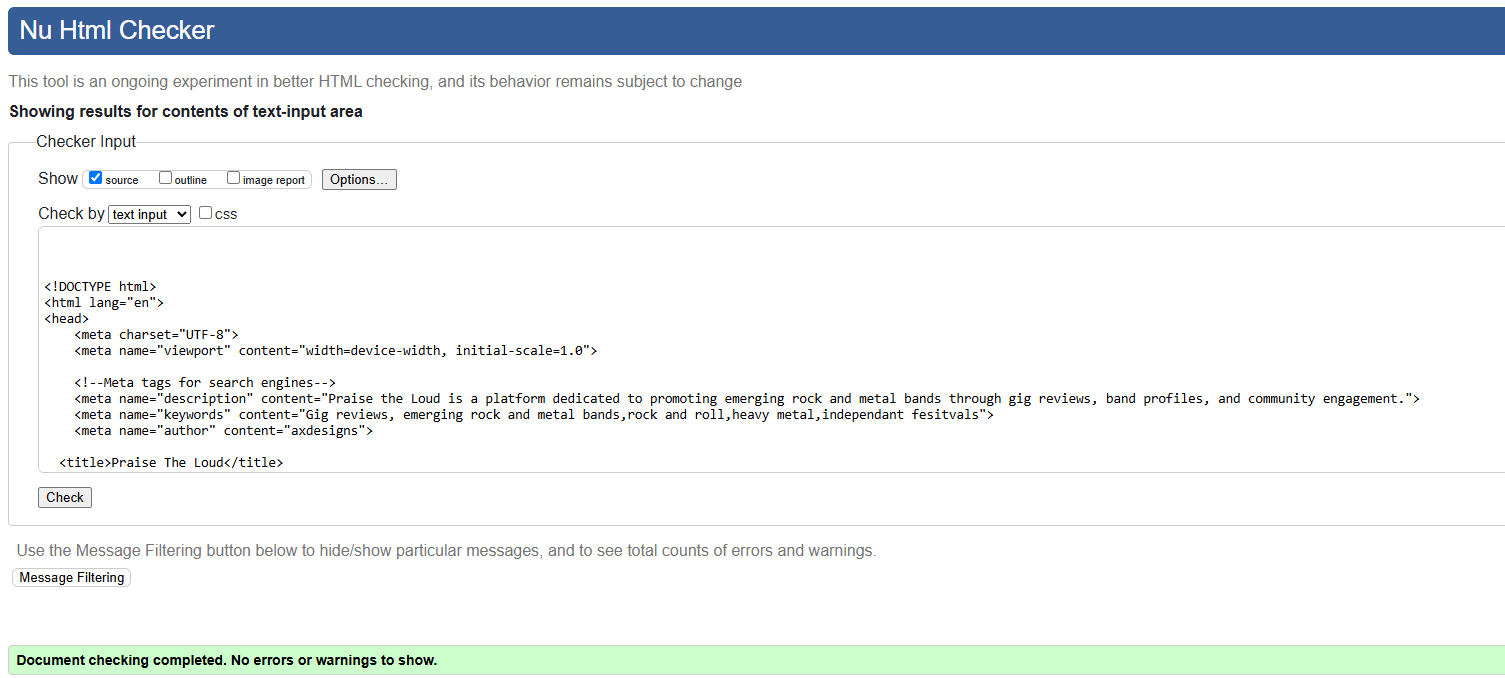 Nu Html Checker
This tool is an ongoing experiment in better HTML checking, and its behavior remains subject to change
Showing results for contents of text-input area
Checker Input
Show source outline image report Options...
Check by text input css
<!DOCTYPE html>
<html lang="en">
<head>
    <meta charset="UTF-8">
    <meta name="viewport" content="width=device-width, initial-scale=1.0">
    <!--Meta tags for search engines-->
    <meta name="description" content="Praise the Loud is a platform dedicated to promoting emerging rock and metal bands through gig reviews, band profiles, and community engagement.">
    <meta name="keywords" content="Gig reviews, emerging rock and metal bands,rock and roll,heavy metal,independant fesitvals">
    <meta name="author" content="axdesigns">
  <title>Praise The Loud</title>
Check
Use the Message Filtering button below to hide/show particular messages, and to see total counts of errors and warnings.
Message Filtering
Document checking completed. No errors or warnings to show.